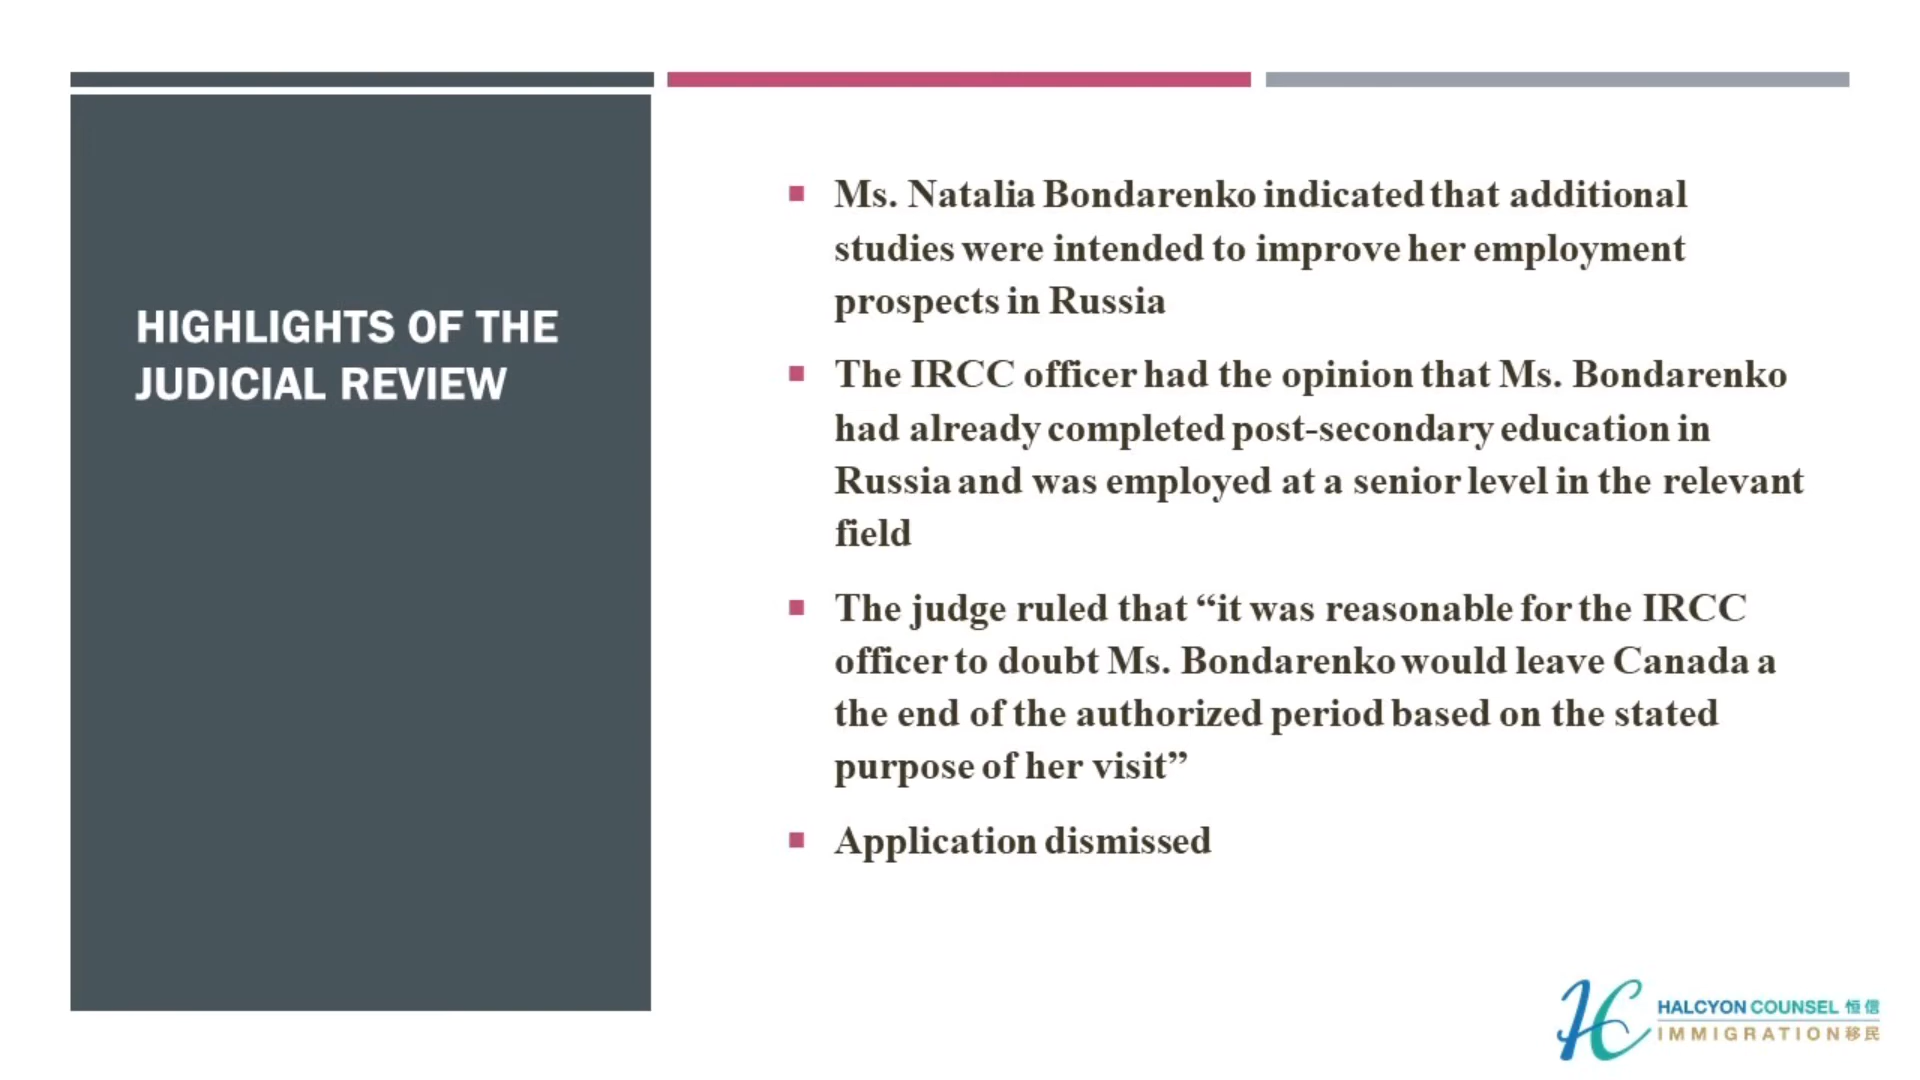 HIGHLIGHTS OF THE
JUDICIAL REVIEW
Ms. Natalia Bondarenko indicated that additional
studies were intended to improve her employment
prospects in Russia
The IRCC officer had the opinion that Ms. Bondarenko
had already completed post-secondary education in
Russia and was employed at a senior level in the relevant
field
The judge ruled that “it was reasonable for the IRCC
officer to doubt Ms. Bondarenko would leave Canada a
the end of the authorized period based on the stated
purpose of her visit”
Application dismissed
HC
HALCYON COUNSEL 恒信
IMMIGRATION移民